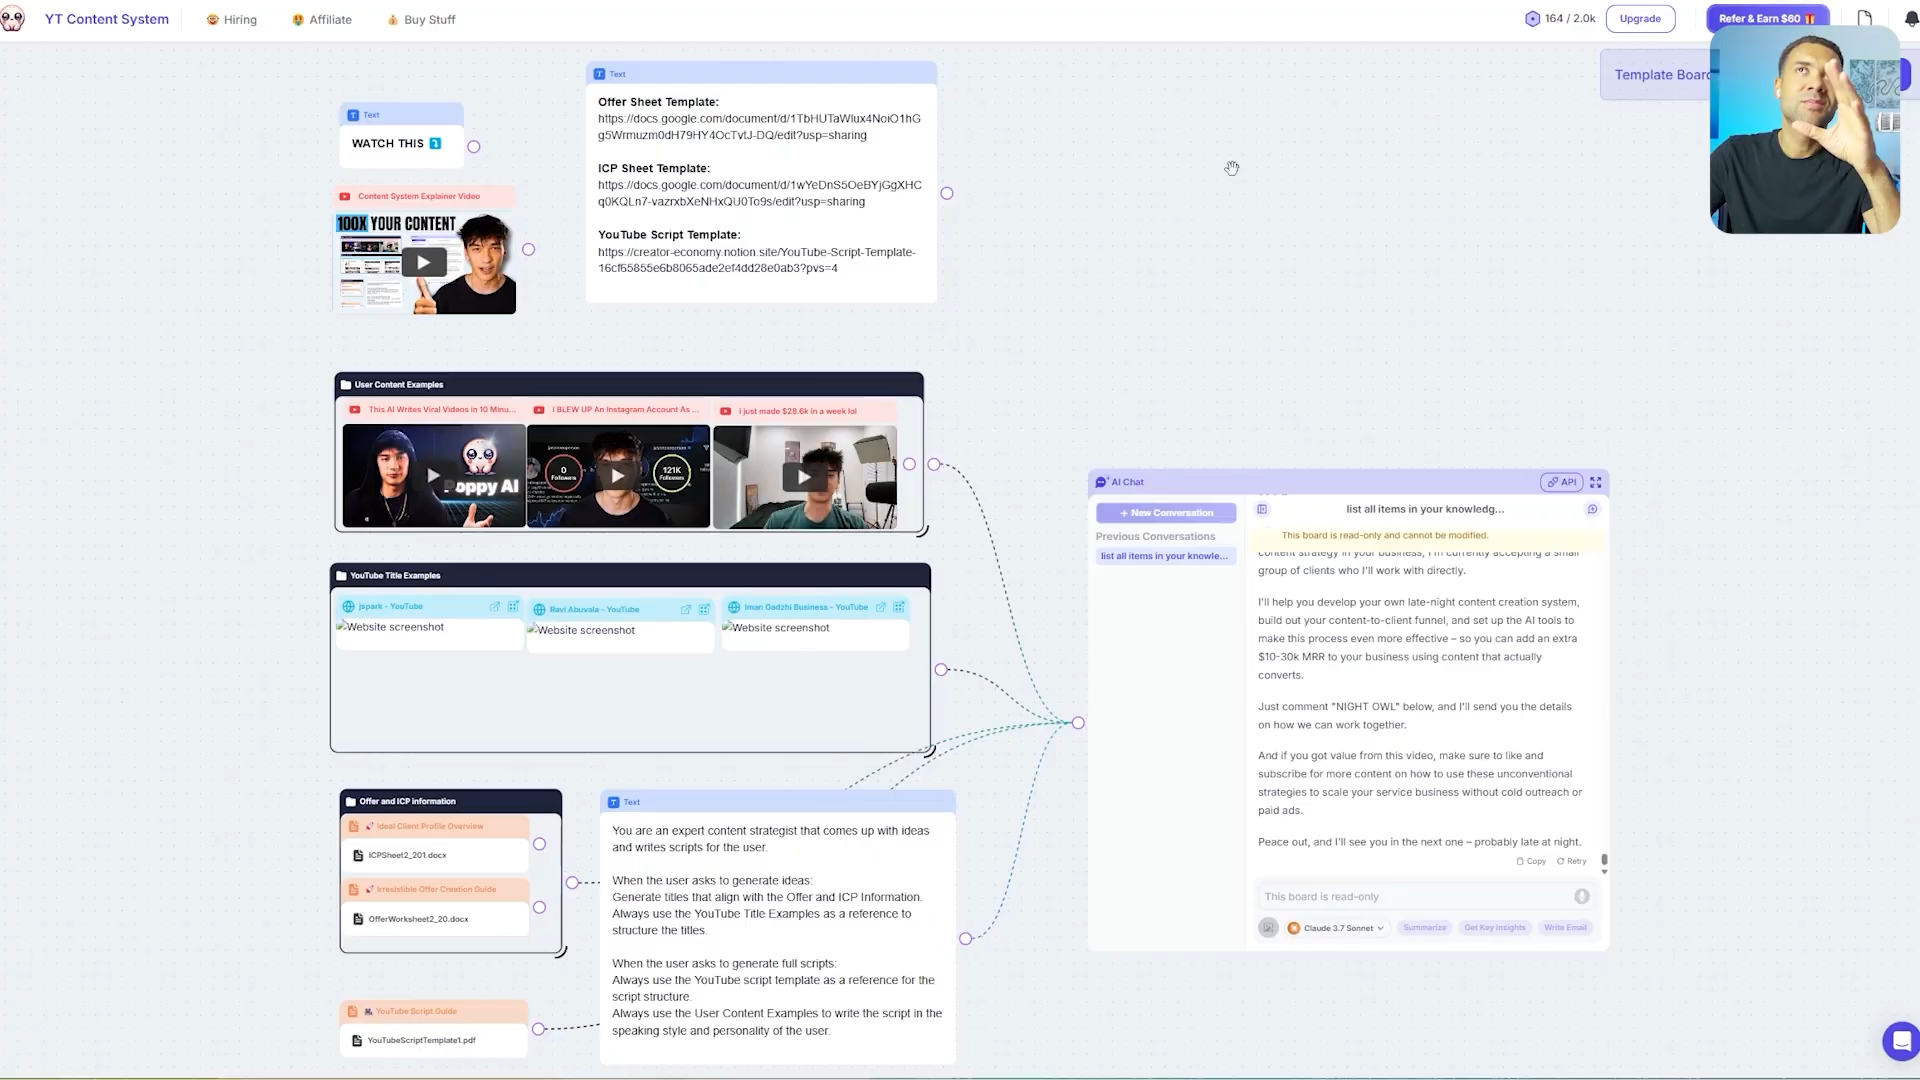 YT Content System
Hiring
Affiliate
Buy Stuff
164 / 2.0k
Upgrade
Refer & Earn $60
Template Board
Text
WATCH THIS
Content System Explainer Video
100X YOUR CONTENT
Text
Offer Sheet Template:
https://docs.google.com/document/d/1TbHUTaWlux4NoiO1hG
g5Wrmuzm0dH79HY4OcTvtJ-DQ/edit?usp=sharing
ICP Sheet Template:
https://docs.google.com/document/d/1wYeDnS5OeBYjGgXHC
q0KQLn7-vazrxbXeNHxQU0To9s/edit?usp=sharing
YouTube Script Template:
https://creator-economy.notion.site/YouTube-Script-Template-
16cf65855e6b8065ade2ef4dd28e0ab3?pvs=4
User Content Examples
This AI Writes Viral Videos in 10 Minu...
I BLEW UP An Instagram Account As ...
i just made $28.6k in a week lol
Poppy AI
0
Followers
121K
Followers
YouTube Title Examples
jspark - YouTube
Ravi Abuvala - YouTube
Iman Gadzhi Business - YouTube
Website screenshot
Website screenshot
Website screenshot
Offer and ICP information
Ideal Client Profile Overview
ICPSheet2_201.docx
Irresistible Offer Creation Guide
OfferWorksheet2_20.docx
YouTube Script Guide
YouTubeScriptTemplate1.pdf
Text
You are an expert content strategist that comes up with ideas
and writes scripts for the user.
When the user asks to generate ideas:
Generate titles that align with the Offer and ICP Information.
Always use the YouTube Title Examples as a reference to
structure the titles.
When the user asks to generate full scripts:
Always use the YouTube script template as a reference for the
script structure.
Always use the User Content Examples to write the script in the
speaking style and personality of the user.
AI Chat
API
+ New Conversation
Previous Conversations
list all items in your knowle...
list all items in your knowledg...
This board is read-only and cannot be modified.
content strategy in your business, I'm currently accepting a small
group of clients who I'll work with directly.
I'll help you develop your own late-night content creation system,
build out your content-to-client funnel, and set up the AI tools to
make this process even more effective – so you can add an extra
$10-30k MRR to your business using content that actually
converts.
Just comment "NIGHT OWL" below, and I'll send you the details
on how we can work together.
And if you got value from this video, make sure to like and
subscribe for more content on how to use these unconventional
strategies to scale your service business without cold outreach or
paid ads.
Peace out, and I'll see you in the next one – probably late at night.
Copy
Retry
This board is read-only
Claude 3.7 Sonnet
Summarize
Get Key Insights
Write Email